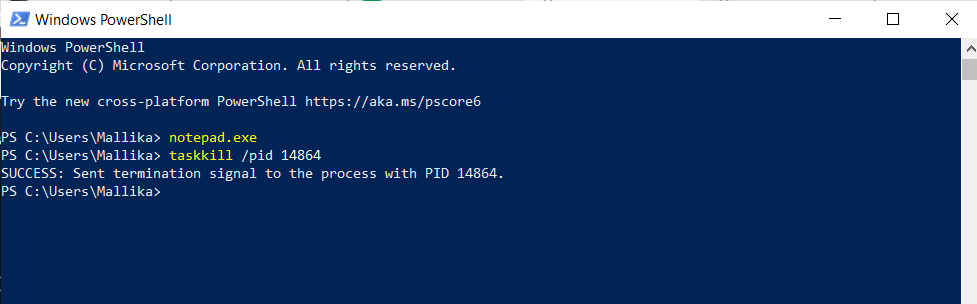 Windows PowerShell
Windows PowerShell
Copyright (C) Microsoft Corporation. All rights reserved.
Try the new cross-platform PowerShell https://aka.ms/pscore6
PS C:\Users\Mallika> notepad.exe
PS C:\Users\Mallika> taskkill /pid 14864
SUCCESS: Sent termination signal to the process with PID 14864.
PS C:\Users\Mallika>